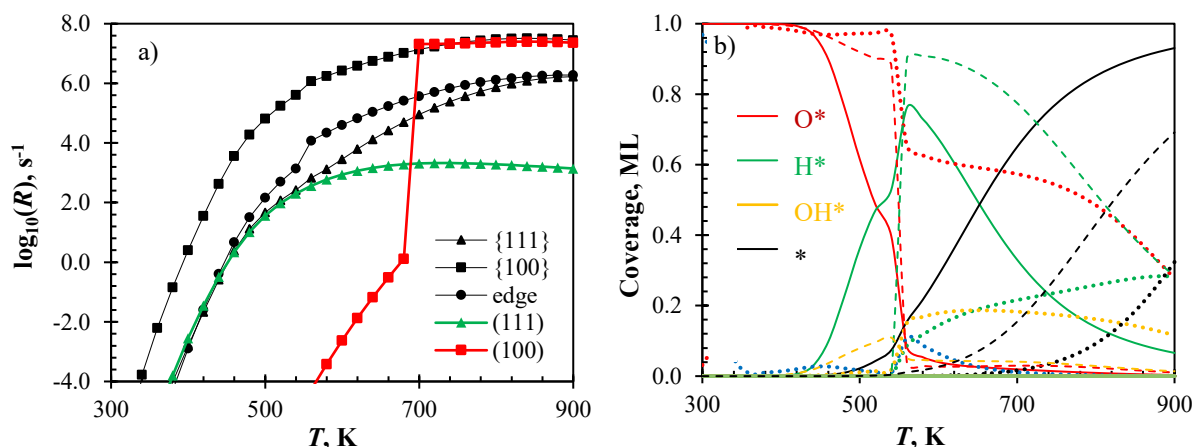 a)
log₁₀(R), s⁻¹
8.0
6.0
4.0
2.0
0.0
-2.0
-4.0
300
500
700
900
T, K
{111}
{100}
edge
(111)
(100)
b)
Coverage, ML
1.0
0.8
0.6
0.4
0.2
0.0
300
500
700
900
T, K
O*
H*
OH*
*